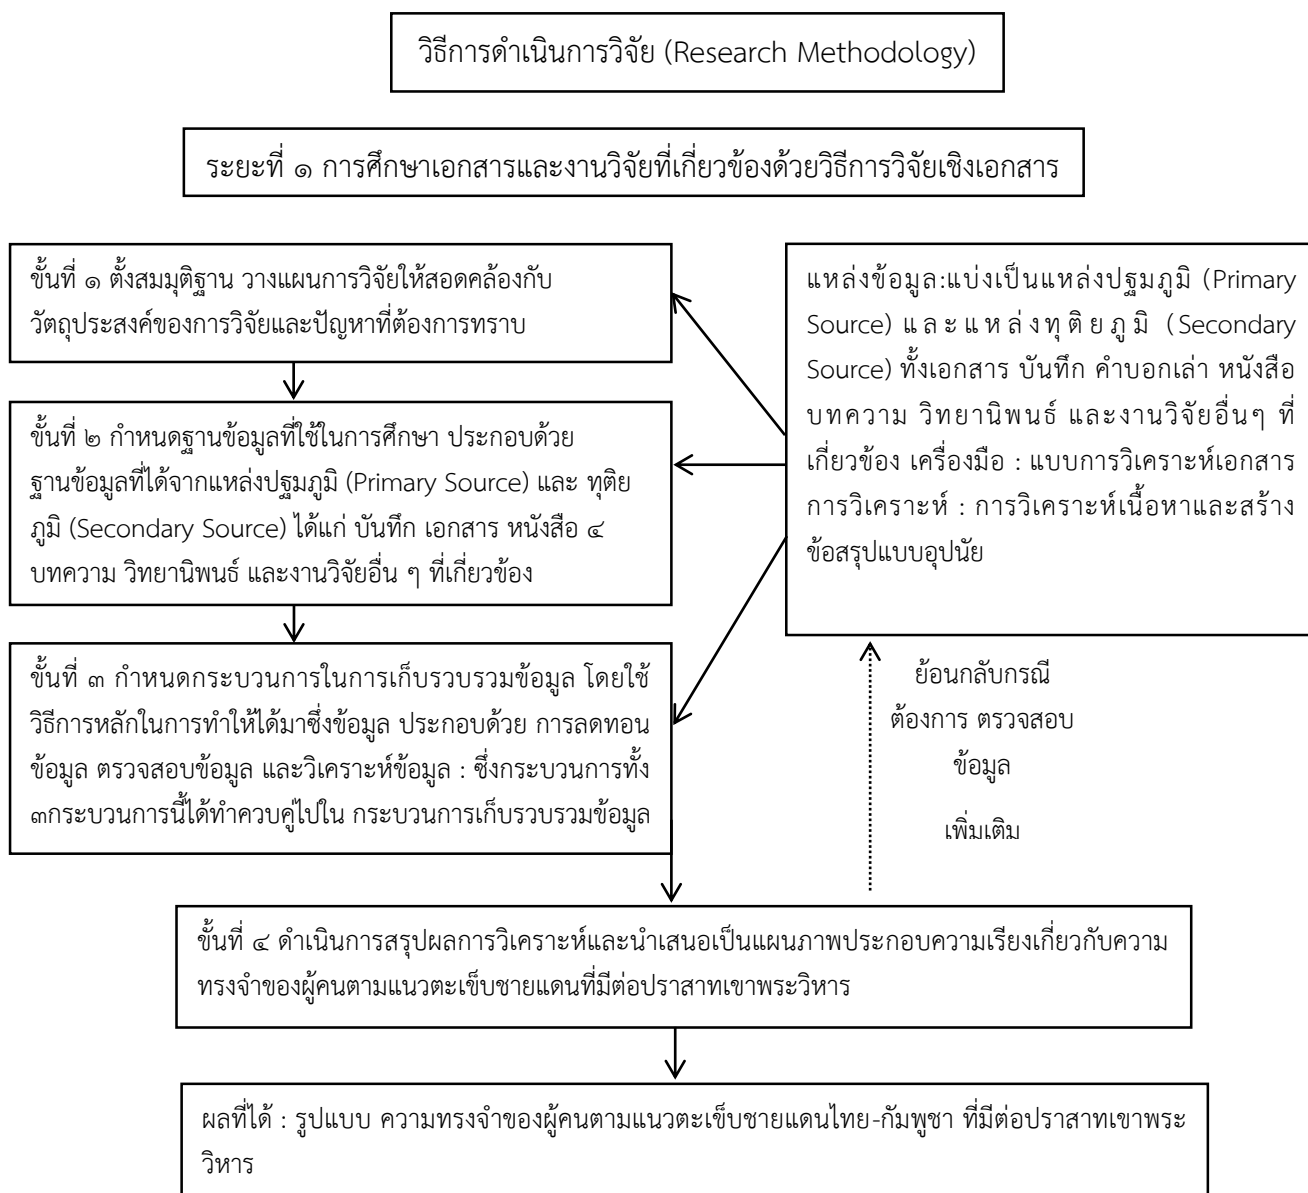 วิธีการดำเนินการวิจัย (Research Methodology)
ระยะที่ ๑ การศึกษาเอกสารและงานวิจัยที่เกี่ยวข้องด้วยวิธีการวิจัยเชิงเอกสาร
ขั้นที่ ๑ ตั้งสมมุติฐาน วางแผนการวิจัยให้สอดคล้องกับ
วัตถุประสงค์ของการวิจัยและปัญหาที่ต้องการทราบ
ขั้นที่ ๒ กำหนดฐานข้อมูลที่ใช้ในการศึกษา ประกอบด้วย
ฐานข้อมูลที่ได้จากแหล่งปฐมภูมิ (Primary Source) และ ทุติย
ภูมิ (Secondary Source) ได้แก่ บันทึก เอกสาร หนังสือ ๔
บทความ วิทยานิพนธ์ และงานวิจัยอื่น ๆ ที่เกี่ยวข้อง
ขั้นที่ ๓ กำหนดกระบวนการในการเก็บรวบรวมข้อมูล โดยใช้
วิธีการหลักในการทำให้ได้มาซึ่งข้อมูล ประกอบด้วย การลดทอน
ข้อมูล ตรวจสอบข้อมูล และวิเคราะห์ข้อมูล : ซึ่งกระบวนการทั้ง
๓กระบวนการนี้ได้ทำควบคู่ไปใน กระบวนการเก็บรวบรวมข้อมูล
แหล่งข้อมูล:แบ่งเป็นแหล่งปฐมภูมิ (Primary
Source) และแหล่งทุติยภูมิ (Secondary
Source) ทั้งเอกสาร บันทึก คำบอกเล่า หนังสือ
บทความ วิทยานิพนธ์ และงานวิจัยอื่นๆ ที่
เกี่ยวข้อง เครื่องมือ : แบบการวิเคราะห์เอกสาร
การวิเคราะห์ : การวิเคราะห์เนื้อหาและสร้าง
ข้อสรุปแบบอุปนัย
ย้อนกลับกรณี
ต้องการ ตรวจสอบ
ข้อมูล
เพิ่มเติม
ขั้นที่ ๔ ดำเนินการสรุปผลการวิเคราะห์และนำเสนอเป็นแผนภาพประกอบความเรียงเกี่ยวกับความ
ทรงจำของผู้คนตามแนวตะเข็บชายแดนที่มีต่อปราสาทเขาพระวิหาร
ผลที่ได้ : รูปแบบ ความทรงจำของผู้คนตามแนวตะเข็บชายแดนไทย-กัมพูชา ที่มีต่อปราสาทเขาพระ
วิหาร